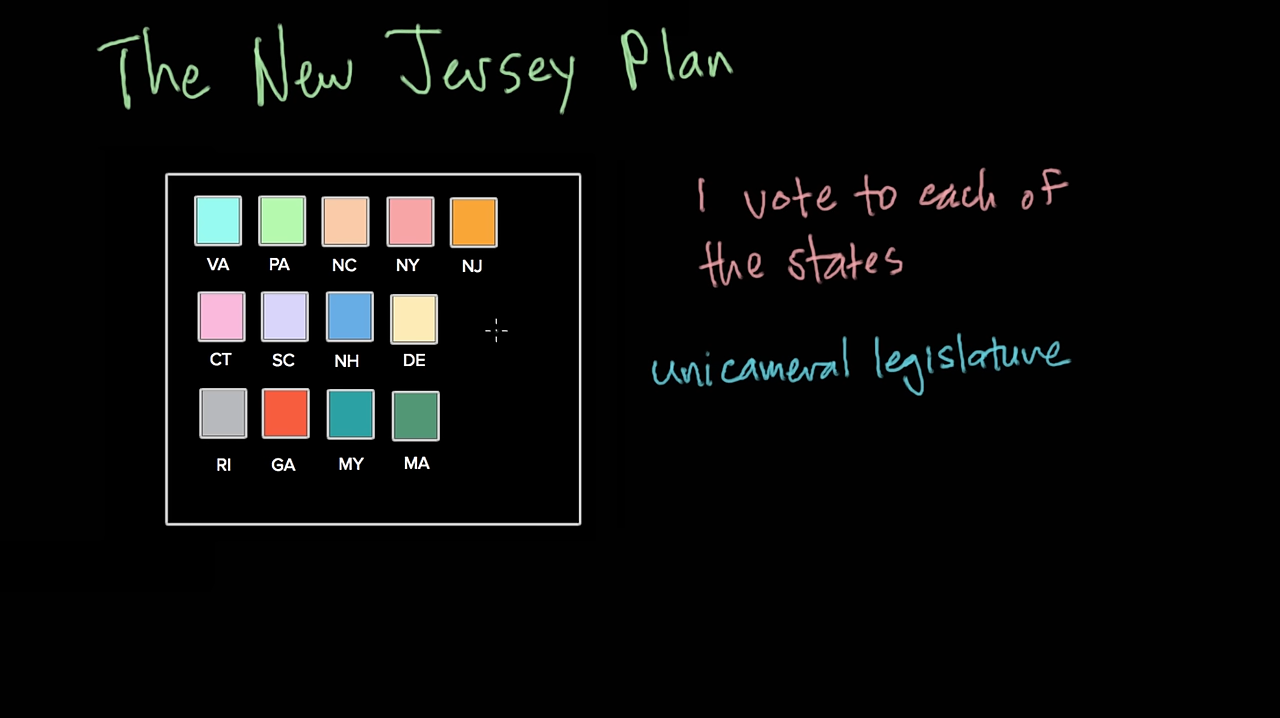 The New Jersey Plan
1 vote to each of
the states
unicameral legislature
VA PA NC NY NJ
CT SC NH DE
RI GA MY MA